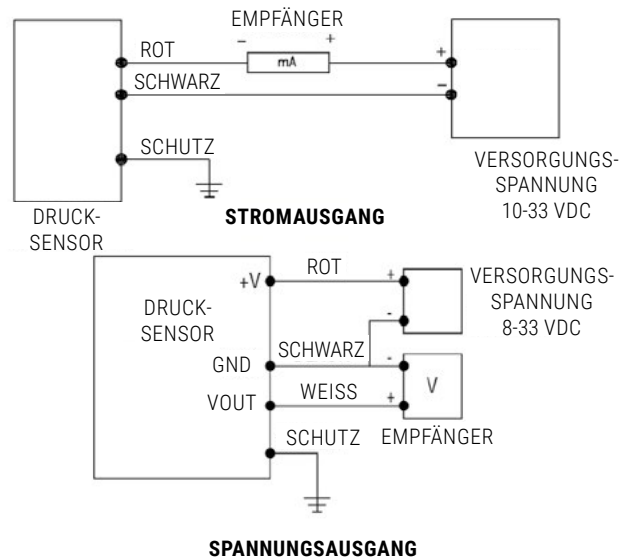 EMPFÄNGER
ROT
- +
mA
+
SCHWARZ
-
SCHUTZ
DRUCK-
SENSOR
VERSORGUNGS-
SPANNUNG
10-33 VDC
STROMAUSGANG
ROT
+V
+
VERSORGUNGS-
SPANNUNG
8-33 VDC
DRUCK-
SENSOR
-
SCHWARZ
GND
-
V
WEISS
VOUT
+
SCHUTZ
EMPFÄNGER
SPANNUNGSAUSGANG